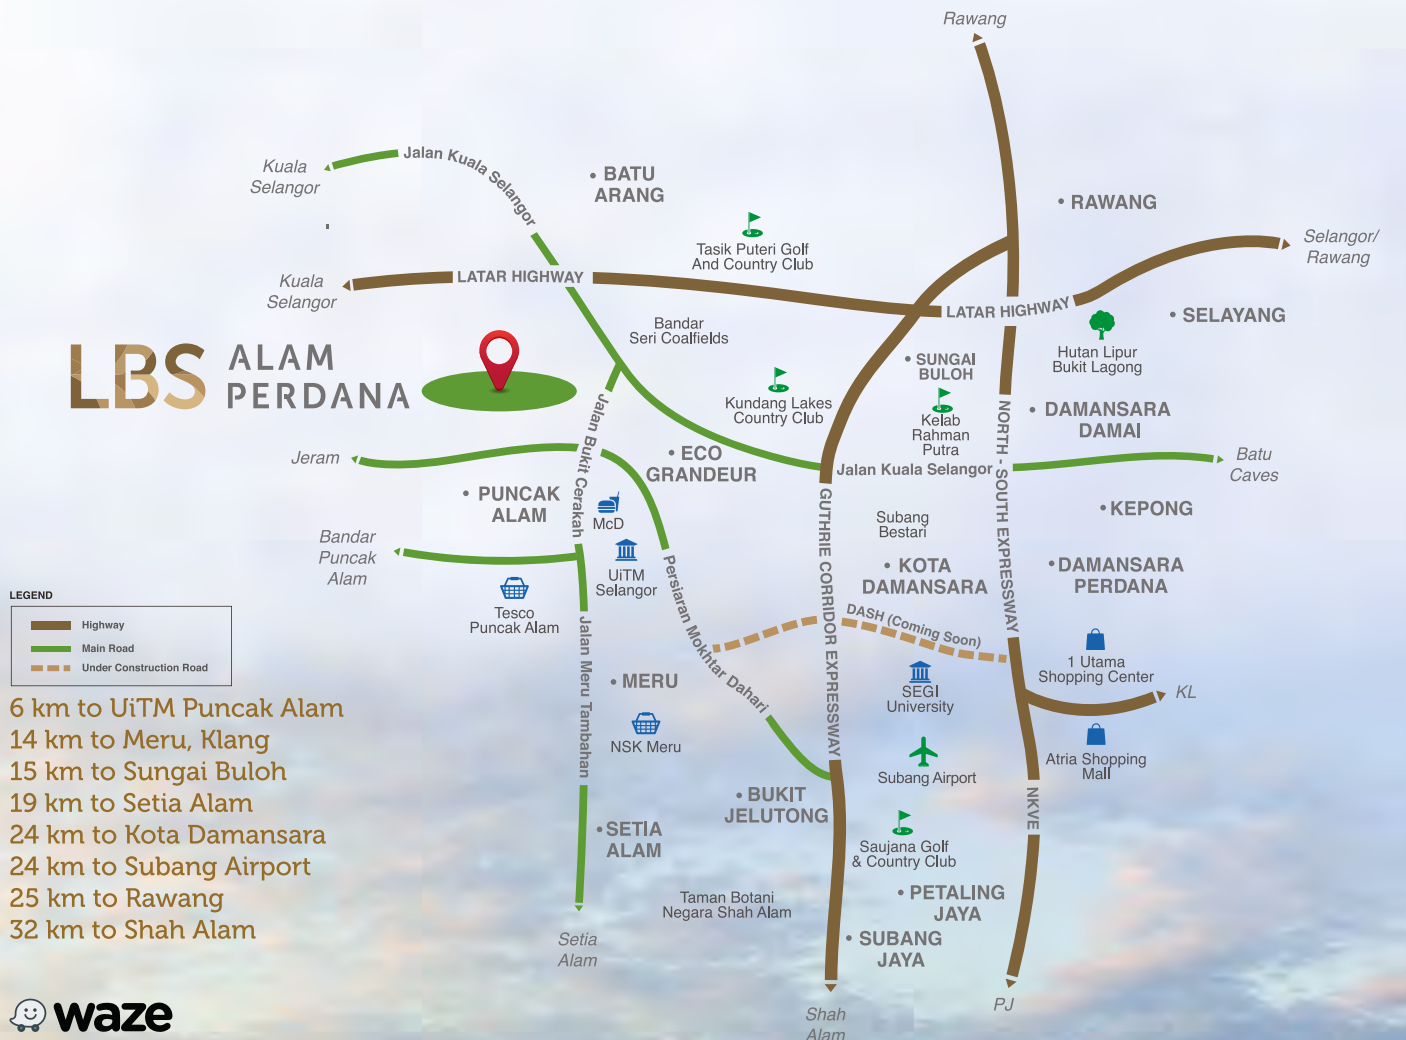 Rawang
Kuala
Selangor
Jalan Kuala Selangor
• BATU
ARANG
• RAWANG
Tasik Puteri Golf
And Country Club
Selangor/
Rawang
Kuala
Selangor
LATAR HIGHWAY
LATAR HIGHWAY
• SELAYANG
Bandar
Seri Coalfields
LBS ALAM
PERDANA
• SUNGAI
BULOH
Hutan Lipur
Bukit Lagong
Kundang Lakes
Country Club
Kelab
Rahman
Putra
• DAMANSARA
DAMAI
Jalan Bukit Cerakah
NORTH - SOUTH EXPRESSWAY
Jeram
• ECO
GRANDEUR
Jalan Kuala Selangor
Batu
Caves
• PUNCAK
ALAM
McD
GUTHRIE CORRIDOR EXPRESSWAY
Subang
Bestari
• KEPONG
Bandar
Puncak
Alam
UiTM
Selangor
Persiaran Mokhtar Dahari
• KOTA
DAMANSARA
• DAMANSARA
PERDANA
Tesco
Puncak Alam
Jalan Meru Tambahan
DASH (Coming Soon)
1 Utama
Shopping Center
• MERU
SEGI
University
KL
NSK Meru
Subang Airport
Atria Shopping
Mall
• BUKIT
JELUTONG
NKVE
• SETIA
ALAM
Saujana Golf
& Country Club
Taman Botani
Negara Shah Alam
• PETALING
JAYA
• SUBANG
JAYA
Setia
Alam
Shah
Alam
PJ
LEGEND
Highway
Main Road
Under Construction Road
6 km to UiTM Puncak Alam
14 km to Meru, Klang
15 km to Sungai Buloh
19 km to Setia Alam
24 km to Kota Damansara
24 km to Subang Airport
25 km to Rawang
32 km to Shah Alam
waze